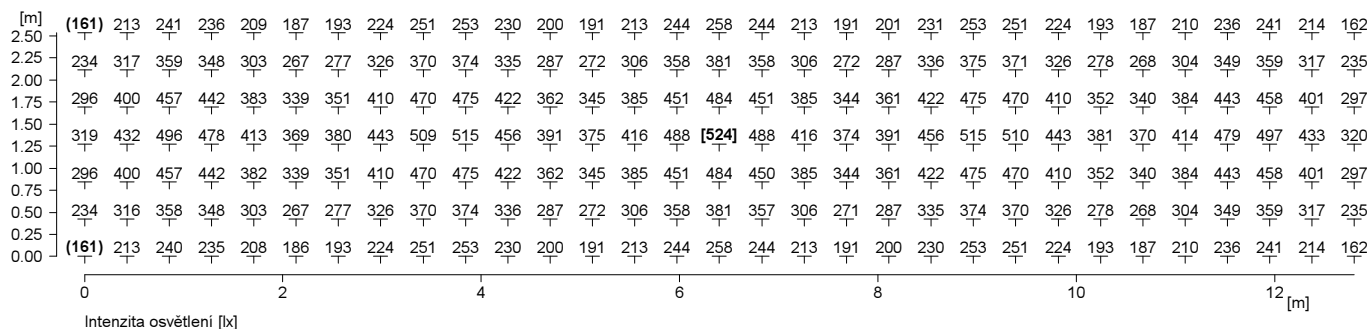 [m]
(161) 213 241 236 209 187 193 224 251 253 230 200 191 213 244 258 244 213 191 201 231 253 251 224 193 187 210 236 241 214 162
2.50
2.25
234 317 359 348 303 267 277 326 370 374 335 287 272 306 358 381 358 306 272 287 336 375 371 326 278 268 304 349 359 317 235
2.00
1.75
296 400 457 442 383 339 351 410 470 475 422 362 345 385 451 484 451 385 344 361 422 475 470 410 352 340 384 443 458 401 297
1.50
319 432 496 478 413 369 380 443 509 515 456 391 375 416 488 [524] 488 416 374 391 456 515 510 443 381 370 414 479 497 433 320
1.25
1.00
296 400 457 442 382 339 351 410 470 475 422 362 345 385 451 484 450 385 344 361 422 475 470 410 352 340 384 443 458 401 297
0.75
0.50
234 316 358 348 303 267 277 326 370 374 336 287 272 306 358 381 357 306 271 287 335 374 370 326 278 268 304 349 359 317 235
0.25
(161) 213 240 235 208 186 193 224 251 253 230 200 191 213 244 258 244 213 191 200 230 253 251 224 193 187 210 236 241 214 162
0.00
0 2 4 6 8 10 12
[m]
Intenzita osvětlení [lx]